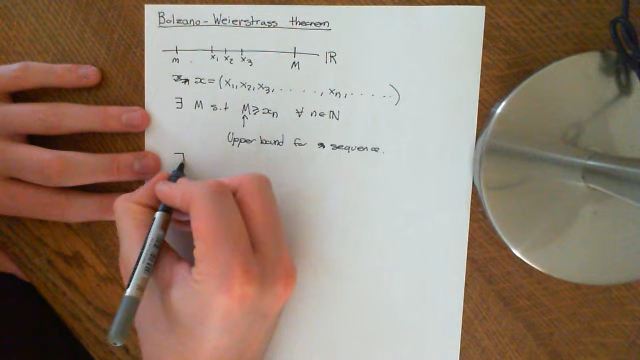 Bolzano-Weierstrass theorem
m x₁ x₂ x₃ M ℝ
x = (x₁, x₂, x₃, ......, xₙ, .....)
∃ M s.t M ≥ xₙ ∀ n ∈ ℕ
↑
Upper bound for sequence.